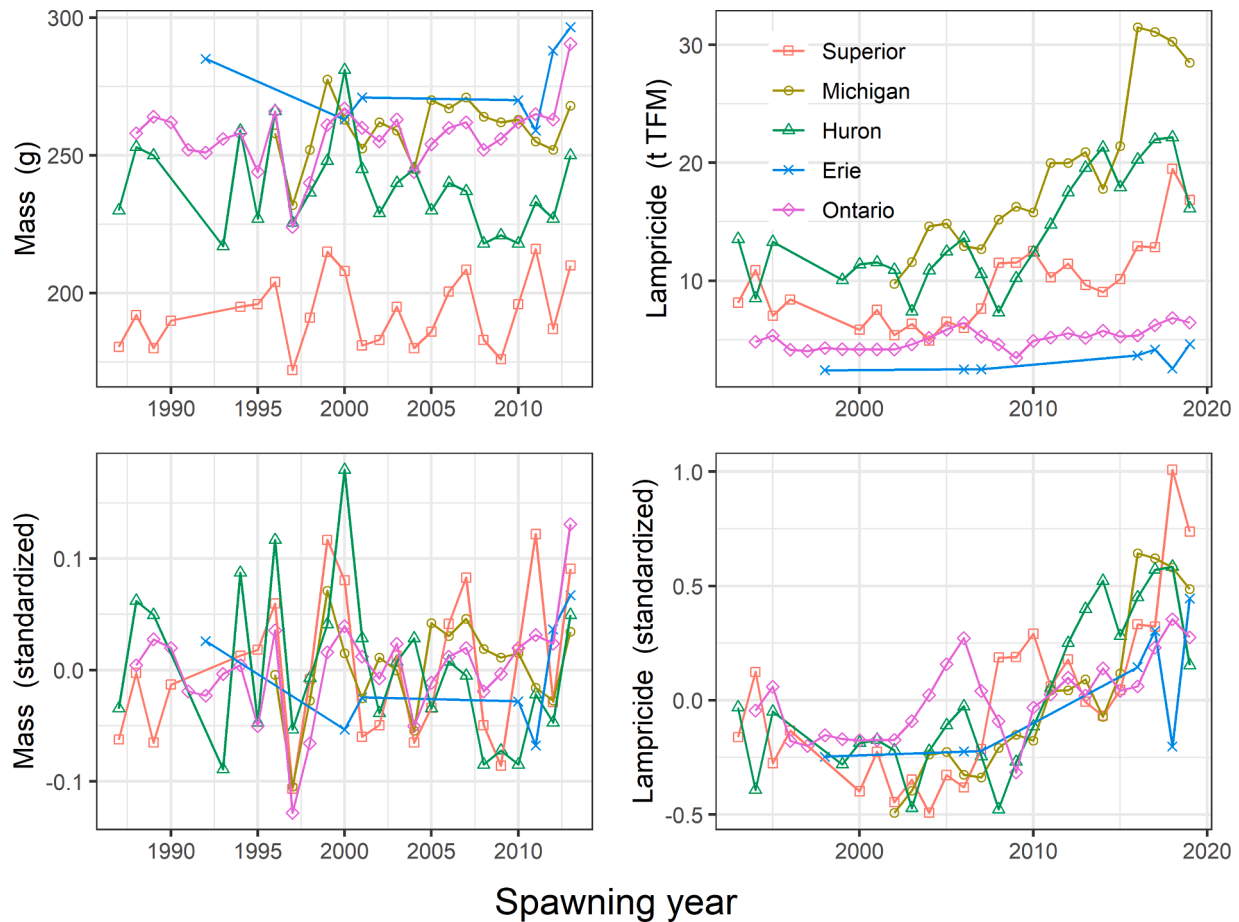 Mass (g)
300
250
200
1990 1995 2000 2005 2010
Lampricide (t TFM)
30
20
10
2000 2010 2020
Superior
Michigan
Huron
Erie
Ontario
Mass (standardized)
0.1
0.0
-0.1
1990 1995 2000 2005 2010
Lampricide (standardized)
1.0
0.5
0.0
-0.5
2000 2010 2020
Spawning year